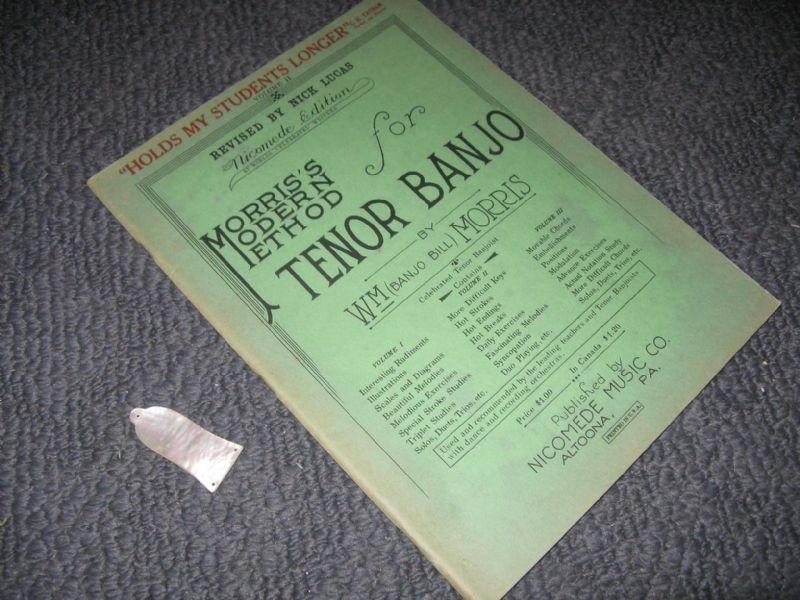 "HOLDS MY STUDENTS LONGER"
VOLUME II
REVISED BY NICK LUCAS
Nicomede Edition
MORRIS'S
MODERN
METHOD
for
TENOR BANJO
BY
WM (BANJO BILL) MORRIS
Celebrated Tenor Banjoist
Contains
VOLUME I
Interesting Rudiments
Illustrations
Scales and Diagrams
Beautiful Melodies
Melodious Exercises
Special Stroke Studies
Triplet Studies
Solos, Duets, Trios, etc.
VOLUME II
More Difficult Keys
Hot Strokes
Hot Endings
Hot Breaks
Daily Exercises
Fascinating Melodies
Syncopation
Duo Playing, etc.
VOLUME III
Movable Chords
Embellishments
Positions
Modulation
Advance Exercises
Actual Notation Study
More Difficult Chords
Solos, Duets, Trios, etc.
Used and recommended by the leading teachers and Tenor Banjoists
with dance and recording orchestras.
Price $1.00 In Canada $1.20
Published by
NICOMEDE MUSIC CO.
ALTOONA, PA.
PRINTED IN U.S.A.